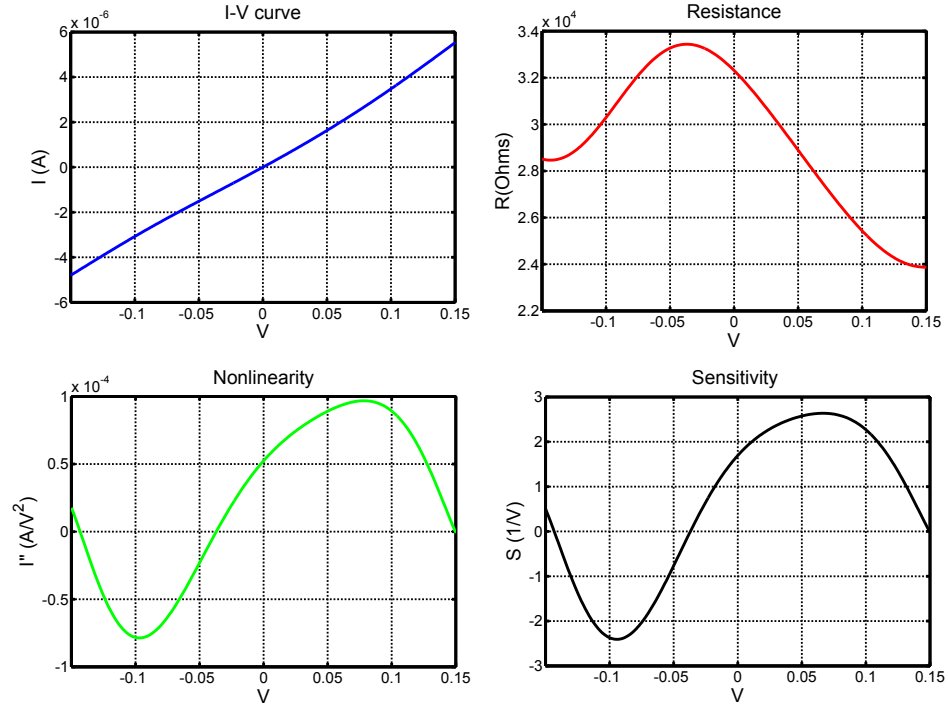 I-V curve
x 10-6
6
4
2
0
-2
-4
-6
-0.1 -0.05 0 0.05 0.1 0.15
V
I (A)
Resistance
x 104
3.4
3.2
3
2.8
2.6
2.4
2.2
-0.1 -0.05 0 0.05 0.1 0.15
V
R(Ohms)
Nonlinearity
x 10-4
1
0.5
0
-0.5
-1
-0.1 -0.05 0 0.05 0.1 0.15
V
I" (A/V2)
Sensitivity
3
2
1
0
-1
-2
-3
-0.1 -0.05 0 0.05 0.1 0.15
V
S (1/V)